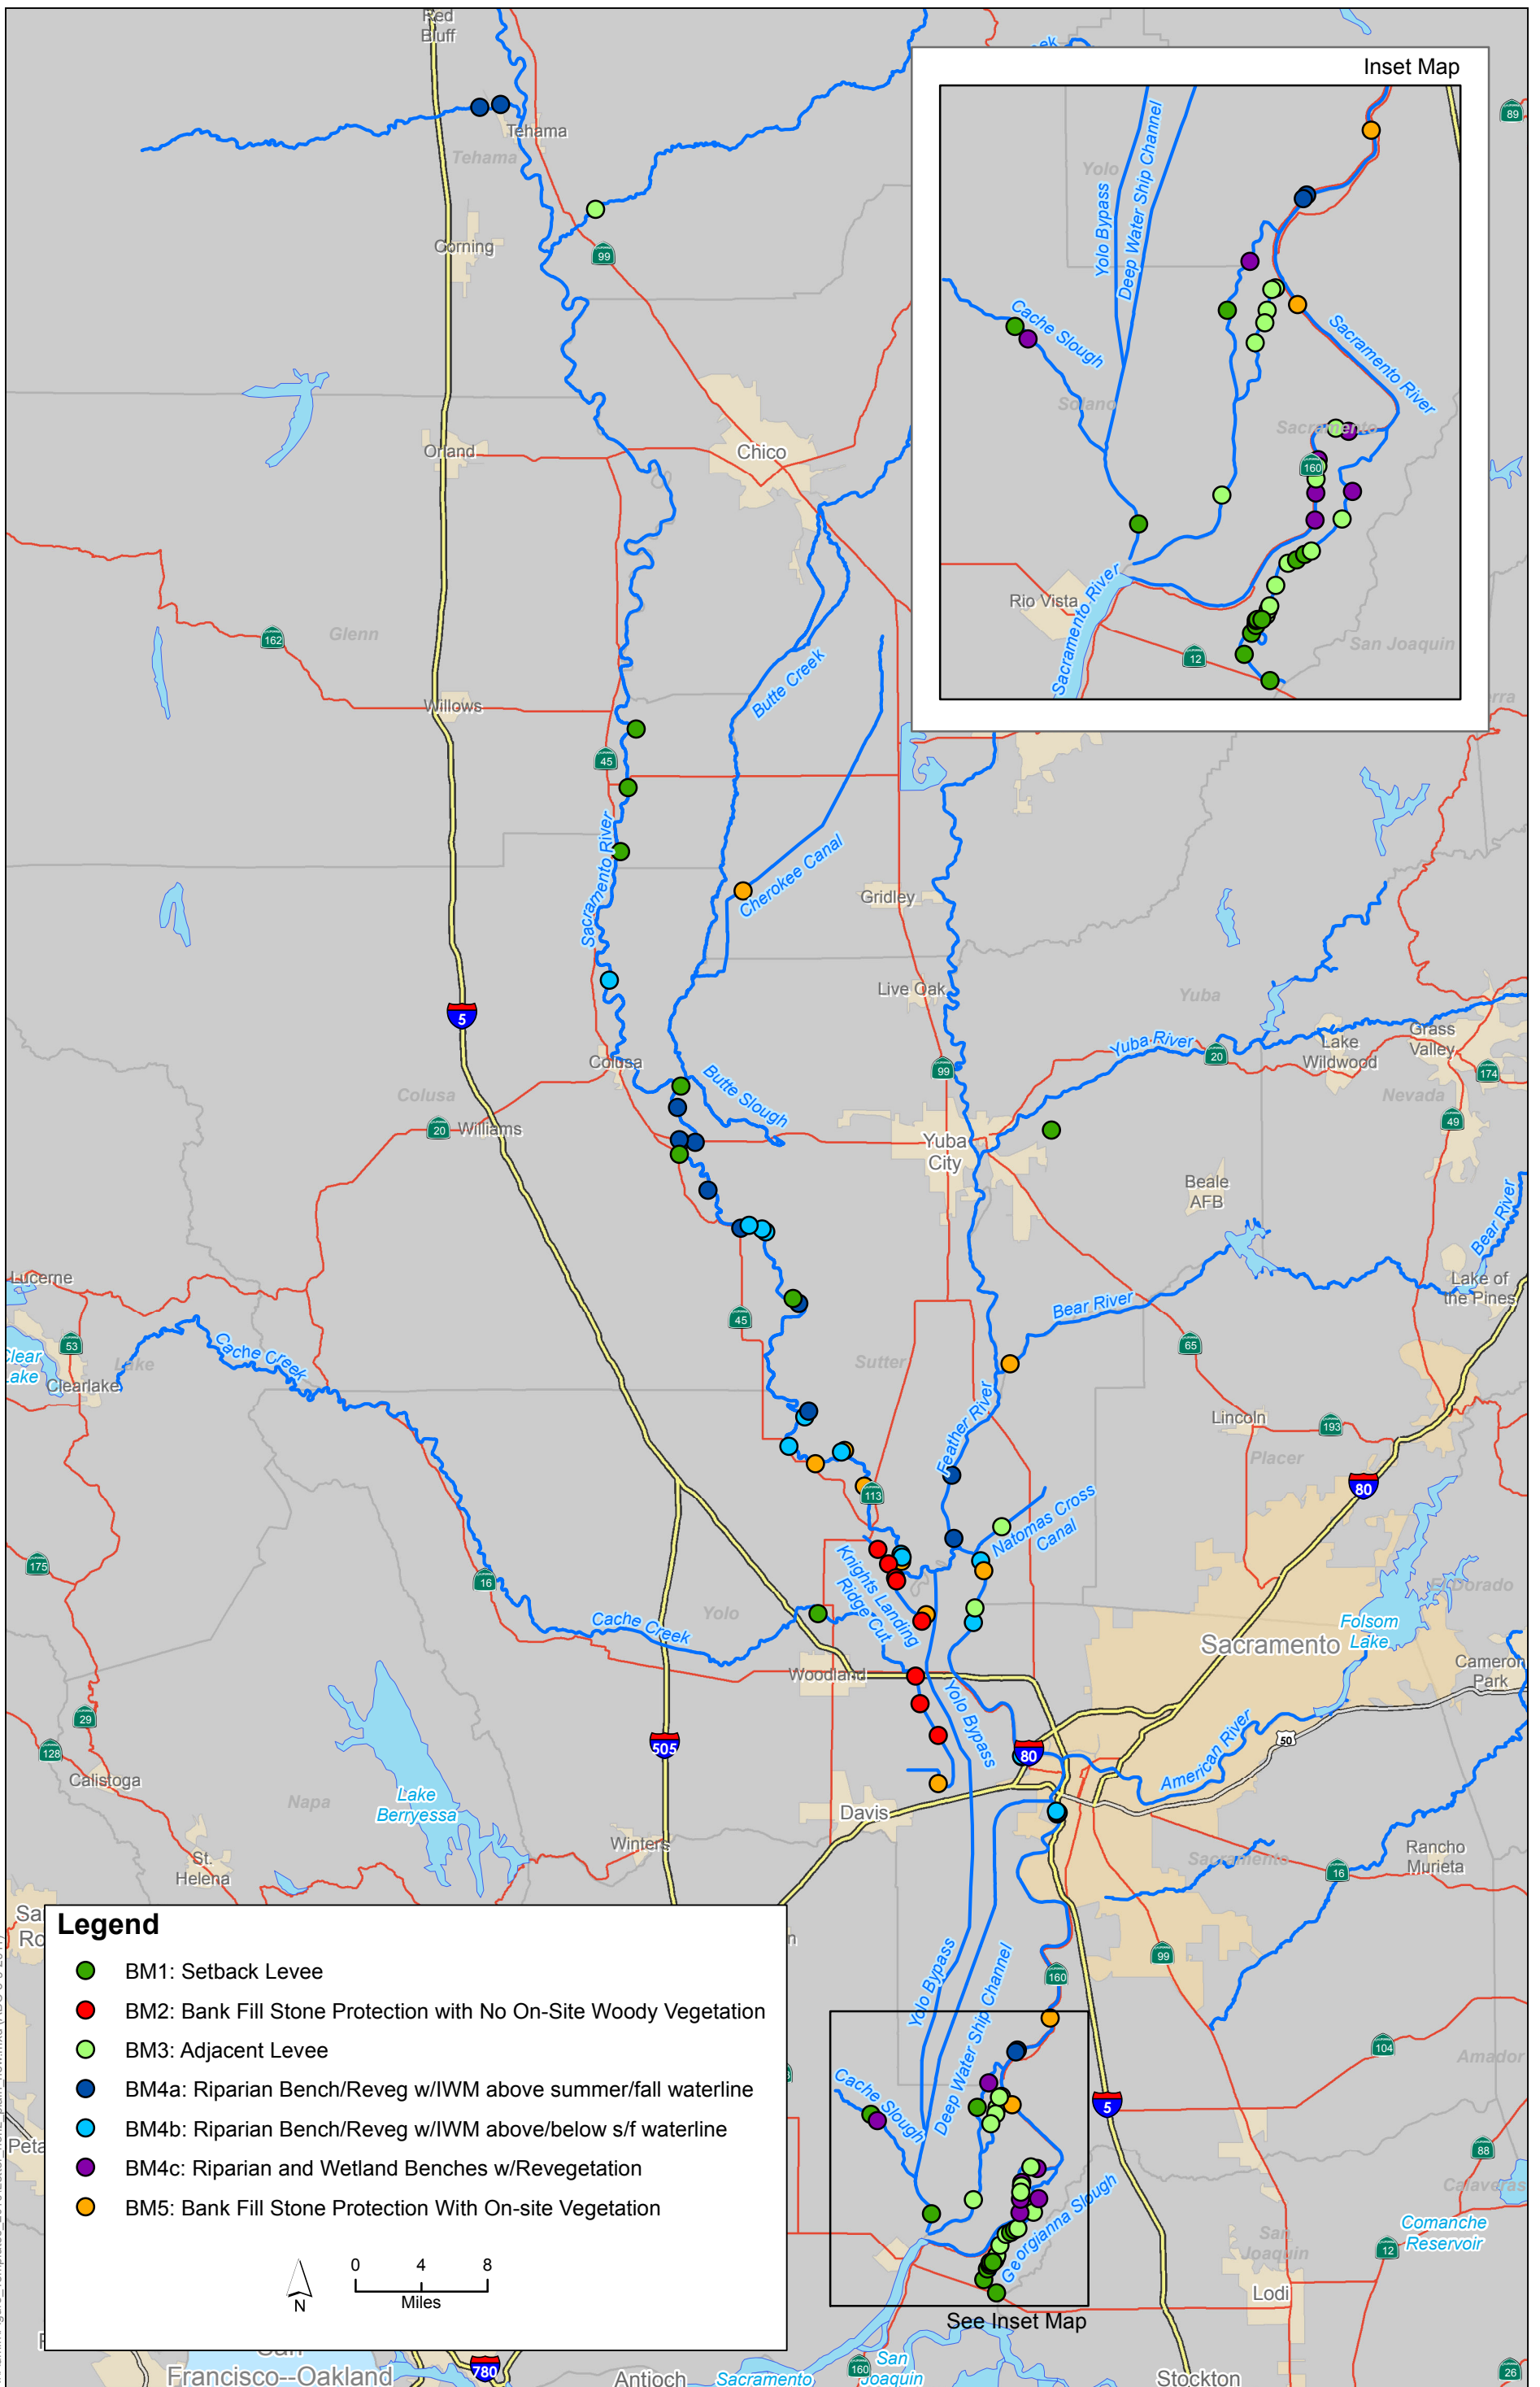 Red
Bluff
Tehama
Tehama
Corning
99
89
Inset Map
Yolo
Yolo Bypass
Deep Water Ship Channel
Cache Slough
Solano
Sacramento River
Sacramento
160
Rio Vista
Sacramento River
12
San Joaquin
Orland
Chico
162
Glenn
Willows
Butte Creek
45
Sacramento River
Cherokee Canal
Gridley
Live Oak
Yuba
5
Colusa
Colusa
99
Yuba River
20
Lake
Wildwood
Grass
Valley
174
Nevada
49
Butte Slough
20
Williams
Yuba
City
Beale
AFB
Bear River
Lucerne
Lake of
the Pines
Bear River
53
45
65
Clear
Lake
Lake
Cache Creek
Clearlake
Sutter
Feather River
Lincoln
193
Placer
80
113
Natomas Cross
Canal
175
16
Knights Landing
Ridge Cut
Yolo
Cache Creek
El Dorado
Folsom
Lake
Sacramento
Woodland
Cameron
Park
Yolo Bypass
29
128
505
80
50
American River
Calistoga
Napa
Lake
Berryessa
Davis
Winters
St.
Helena
Sacramento
16
Rancho
Murieta
Legend
BM1: Setback Levee
BM2: Bank Fill Stone Protection with No On-Site Woody Vegetation
BM3: Adjacent Levee
BM4a: Riparian Bench/Reveg w/IWM above summer/fall waterline
BM4b: Riparian Bench/Reveg w/IWM above/below s/f waterline
BM4c: Riparian and Wetland Benches w/Revegetation
BM5: Bank Fill Stone Protection With On-site Vegetation
0 4 8
Miles
N
99
160
Yolo Bypass
Deep Water Ship Channel
Cache Slough
Georgianna Slough
See Inset Map
5
104
Amador
88
Calaveras
Comanche
Reservoir
12
San
Joaquin
Lodi
Francisco--Oakland
780
Antioch
Sacramento
160
San
Joaquin
Stockton
26